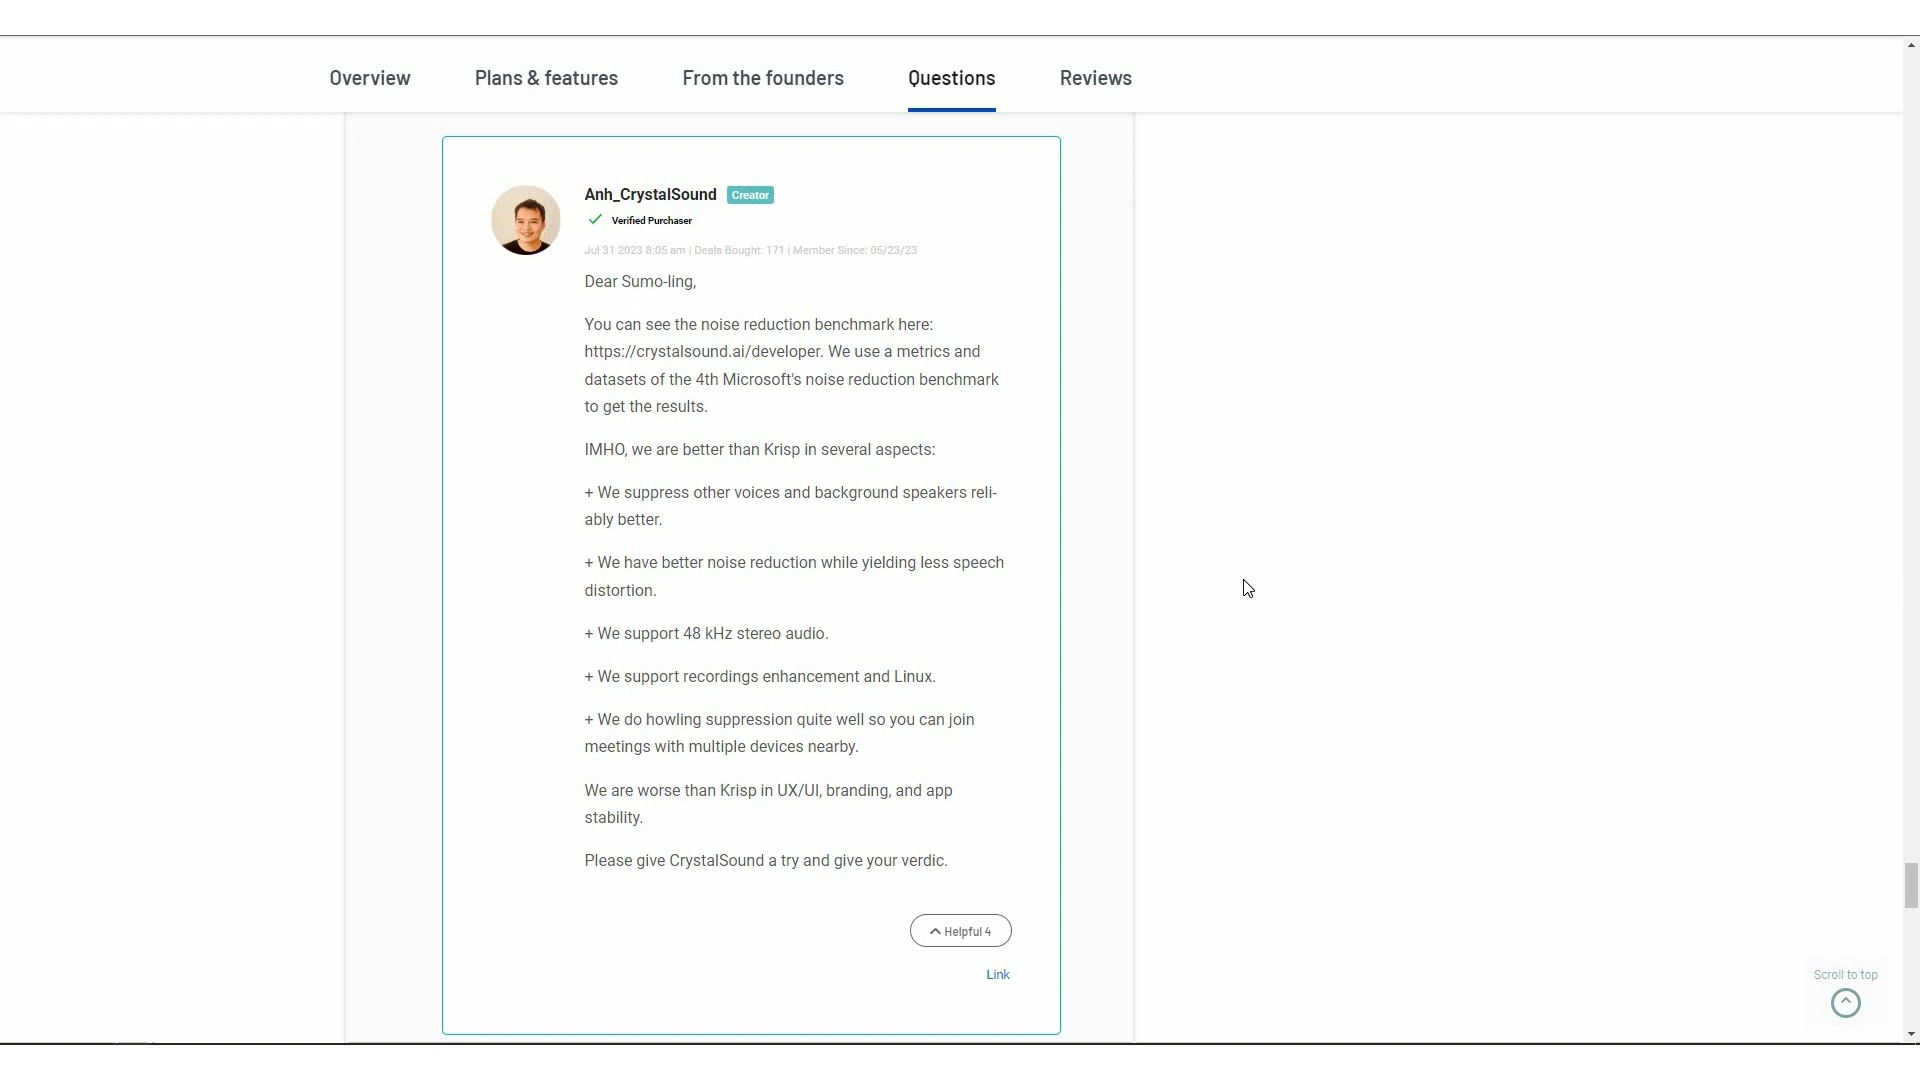 Overview Plans & features From the founders Questions Reviews
Anh_CrystalSound Creator
Verified Purchaser
Jul 31 2023 8:05 am | Deals Bought: 171 | Member Since: 05/23/23
Dear Sumo-ling,
You can see the noise reduction benchmark here:
https://crystalsound.ai/developer. We use a metrics and
datasets of the 4th Microsoft's noise reduction benchmark
to get the results.
IMHO, we are better than Krisp in several aspects:
+ We suppress other voices and background speakers reli-
ably better.
+ We have better noise reduction while yielding less speech
distortion.
+ We support 48 kHz stereo audio.
+ We support recordings enhancement and Linux.
+ We do howling suppression quite well so you can join
meetings with multiple devices nearby.
We are worse than Krisp in UX/UI, branding, and app
stability.
Please give CrystalSound a try and give your verdic.
Helpful 4
Link
Scroll to top